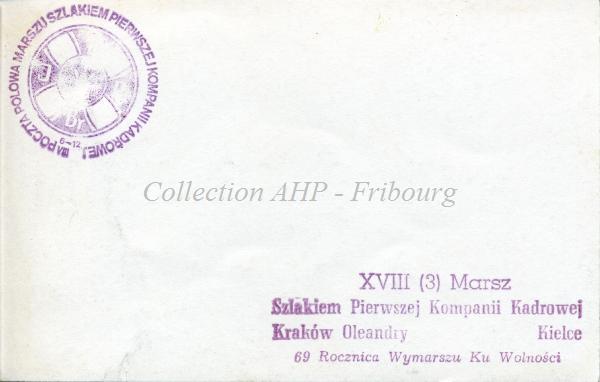 POCZTA POLOWA MARSZU SZLAKIEM PIERWSZEJ KOMPANII KADROWEJ
6-12 VIII
Collection AHP - Fribourg
XVIII (3) Marsz
Szlakiem Pierwszej Kompanii Kadrowej
Kraków Oleandry Kielce
69 Rocznica Wymarszu Ku Wolności